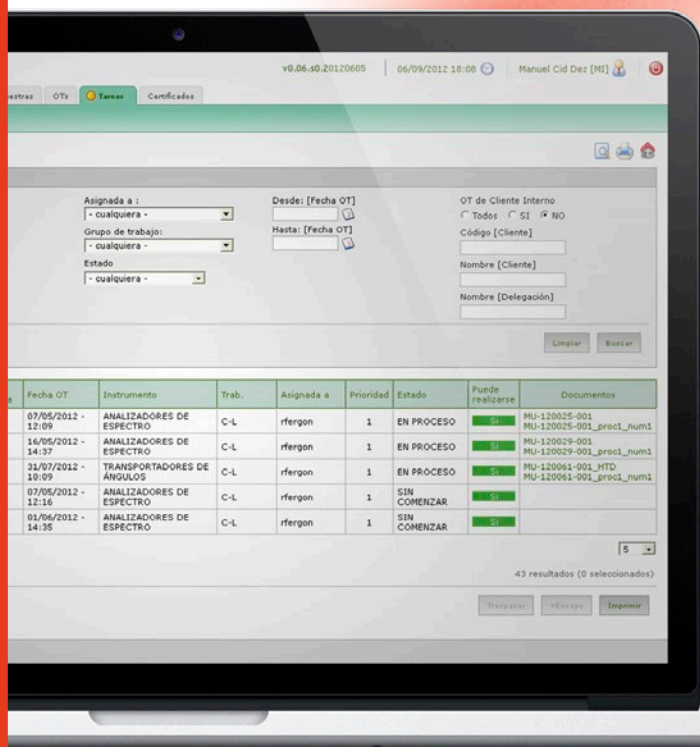 v0.06.s0.20120605 06/09/2012 18:08 Manuel Cid Dez [MI]
estras OTs Tareas Certificados
Asignada a : Desde: [Fecha OT] OT de Cliente Interno
- cualquiera - Todos SI NO
Grupo de trabajo: Hasta: [Fecha OT] Código [Cliente]
- cualquiera -
Estado Nombre [Cliente]
- cualquiera -
Nombre [Delegación]
Limpiar Buscar
Fecha OT Instrumento Trab. Asignada a Prioridad Estado Puede realizarse Documentos
07/05/2012 - ANALIZADORES DE C-L rfergon 1 EN PROCESO SI MU-120025-001
12:09 ESPECTRO MU-120025-001_proc1_num1
16/05/2012 - ANALIZADORES DE C-L rfergon 1 EN PROCESO SI MU-120029-001
14:37 ESPECTRO MU-120029-001_proc1_num1
31/07/2012 - TRANSPORTADORES DE C-L rfergon 1 EN PROCESO SI MU-120061-001_HTD
10:09 ÁNGULOS MU-120061-001_proc1_num1
07/05/2012 - ANALIZADORES DE C-L rfergon 1 SIN SI
12:16 ESPECTRO COMENZAR
01/06/2012 - ANALIZADORES DE C-L rfergon 1 SIN SI
14:35 ESPECTRO COMENZAR
5
43 resultados (0 seleccionados)
Traspasar +Ensayo Imprimir